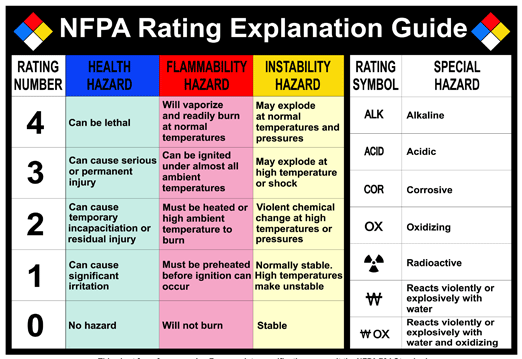 NFPA Rating Explanation Guide
RATING
NUMBER
HEALTH
HAZARD
FLAMMABILITY
HAZARD
INSTABILITY
HAZARD
RATING
SYMBOL
SPECIAL
HAZARD
4
Can be lethal
Will vaporize
and readily burn
at normal
temperatures
May explode
at normal
temperatures and
pressures
3
Can cause serious
or permanent
injury
Can be ignited
under almost all
ambient
temperatures
May explode at
high temperature
or shock
2
Can cause
temporary
incapacitiation or
residual injury
Must be heated or
high ambient
temperature to
burn
Violent chemical
change at high
temperatures or
pressures
1
Can cause
significant
irritation
Must be preheated
before ignition can
occur
Normally stable.
High temperatures
make unstable
0
No hazard
Will not burn
Stable
ALK
Alkaline
ACID
Acidic
COR
Corrosive
OX
Oxidizing
Radioactive
W
Reacts violently or
explosively with
water
W OX
Reacts violently or
explosively with
water and oxidizing